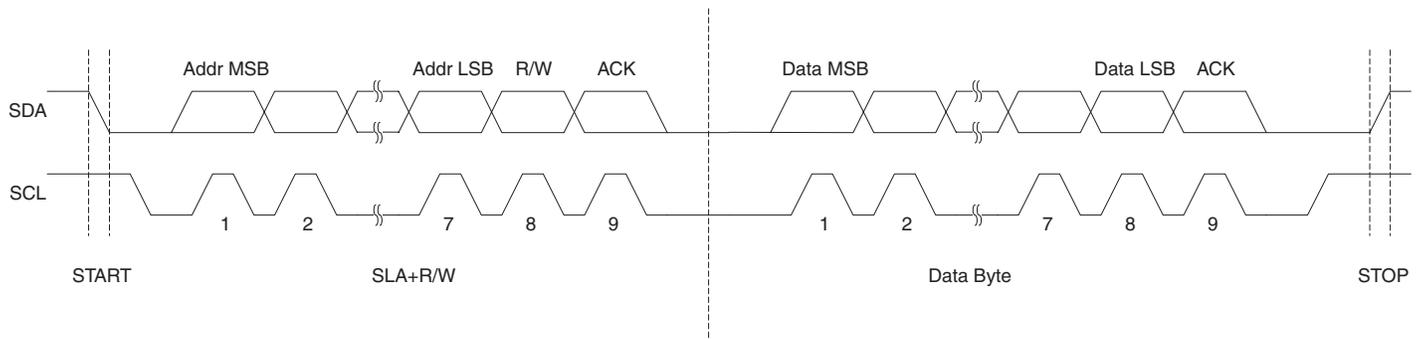 Addr MSB Addr LSB R/W ACK Data MSB Data LSB ACK
SDA
SCL
1 2 7 8 9 1 2 7 8 9
START SLA+R/W Data Byte STOP